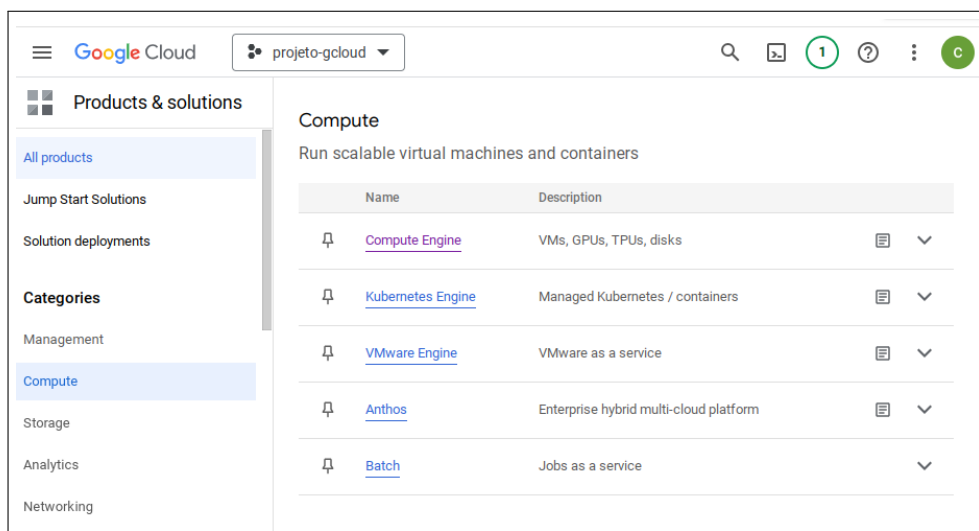 Google Cloud
projeto-gcloud
1
C
Products & solutions
All products
Jump Start Solutions
Solution deployments
Categories
Management
Compute
Storage
Analytics
Networking
Compute
Run scalable virtual machines and containers
Name Description
Compute Engine VMs, GPUs, TPUs, disks
Kubernetes Engine Managed Kubernetes / containers
VMware Engine VMware as a service
Anthos Enterprise hybrid multi-cloud platform
Batch Jobs as a service